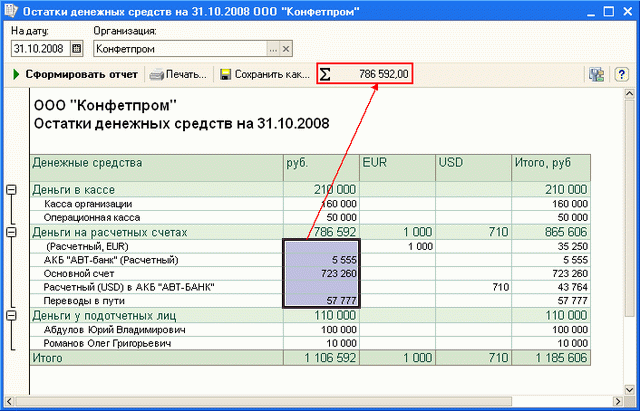 Остатки денежных средств на 31.10.2008 ООО "Конфетпром"
На дату: Организация:
31.10.2008 Конфетпром ... ×
Сформировать отчет Печать... Сохранить как... Σ 786 592,00 ?
ООО "Конфетпром"
Остатки денежных средств на 31.10.2008
Денежные средства руб. EUR USD Итого, руб
Деньги в кассе 210 000 210 000
Касса организации 160 000 160 000
Операционная касса 50 000 50 000
Деньги на расчетных счетах 786 592 1 000 710 865 606
(Расчетный, EUR) 1 000 35 250
АКБ "АВТ-банк" (Расчетный) 5 555 5 555
Основной счет 723 260 723 260
Расчетный (USD) в АКБ "АВТ-БАНК" 710 43 764
Переводы в пути 57 777 57 777
Деньги у подотчетных лиц 110 000 110 000
Абдулов Юрий Владимирович 100 000 100 000
Романов Олег Григорьевич 10 000 10 000
Итого 1 106 592 1 000 710 1 185 606